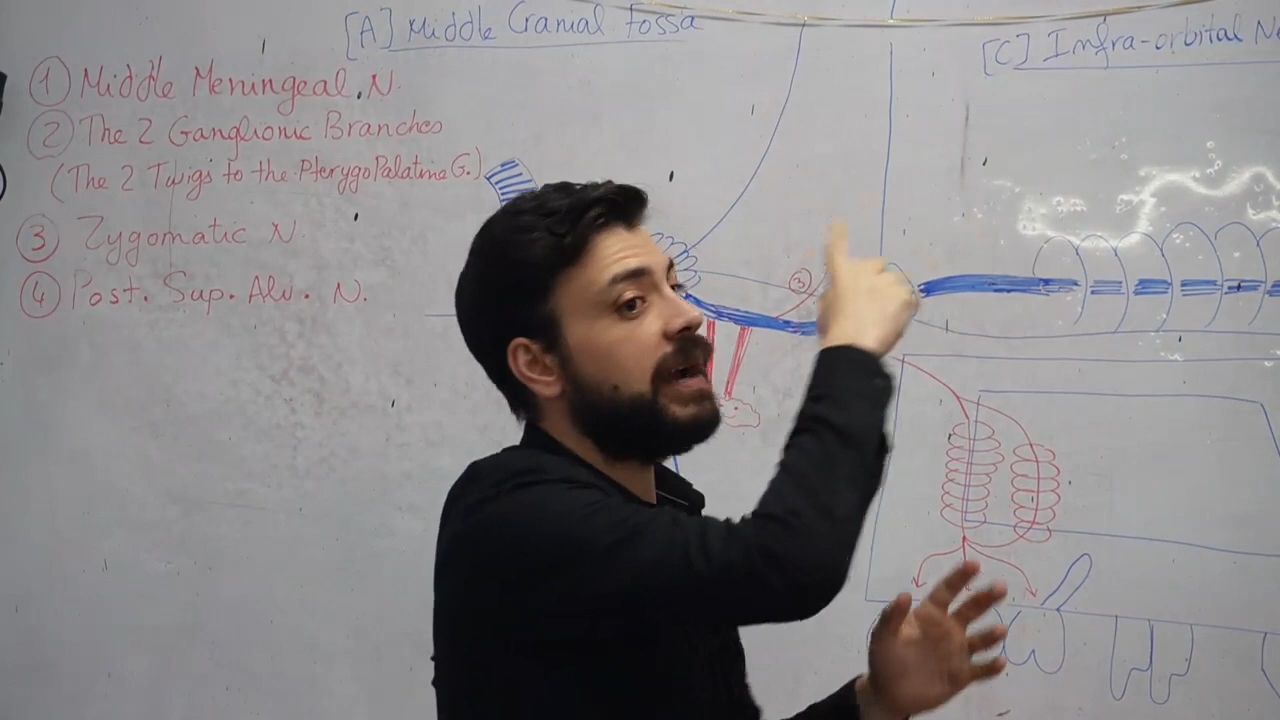 [A] Middle Cranial Fossa
① Middle Meningeal N.
② The 2 Ganglionic Branches
(The 2 Twigs to the PterygoPalatine G.)
③ Zygomatic N.
④ Post. Sup. Alv. N.
[C] Infra-orbital
③